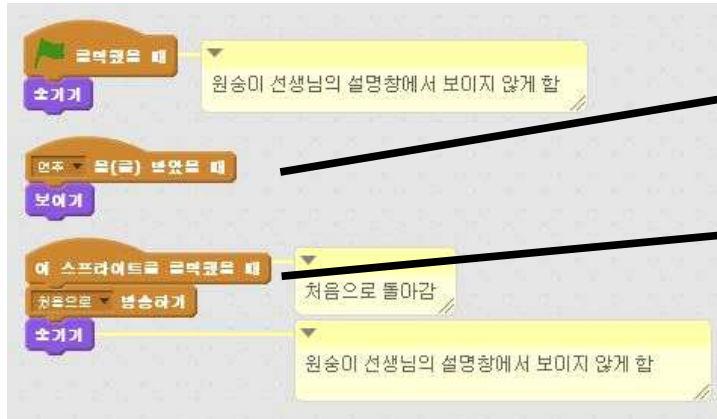 클릭했을 때
원숭이 선생님의 설명창에서 보이지 않게 함
숨기기
연주 을(를) 받았을 때
보이기
이 스프라이트를 클릭했을 때
처음으로 돌아감
처음으로 방송하기
숨기기
원숭이 선생님의 설명창에서 보이지 않게 함